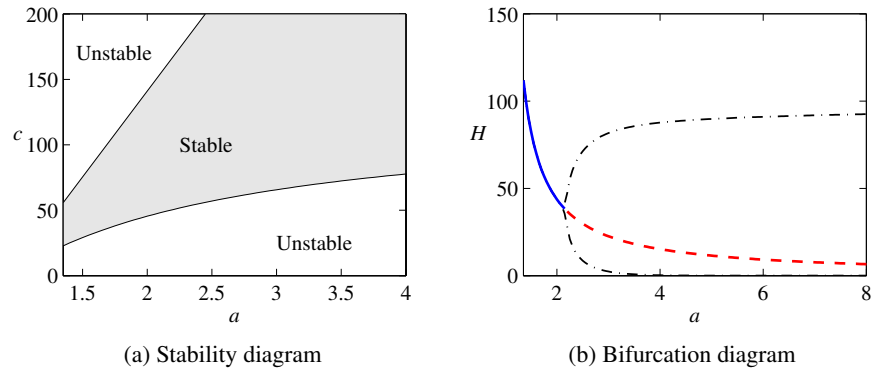 200
150
c 100
50
0
Unstable
Stable
Unstable
1.5 2 2.5 3 3.5 4
a
(a) Stability diagram
150
100
H
50
0
2 4 6 8
a
(b) Bifurcation diagram